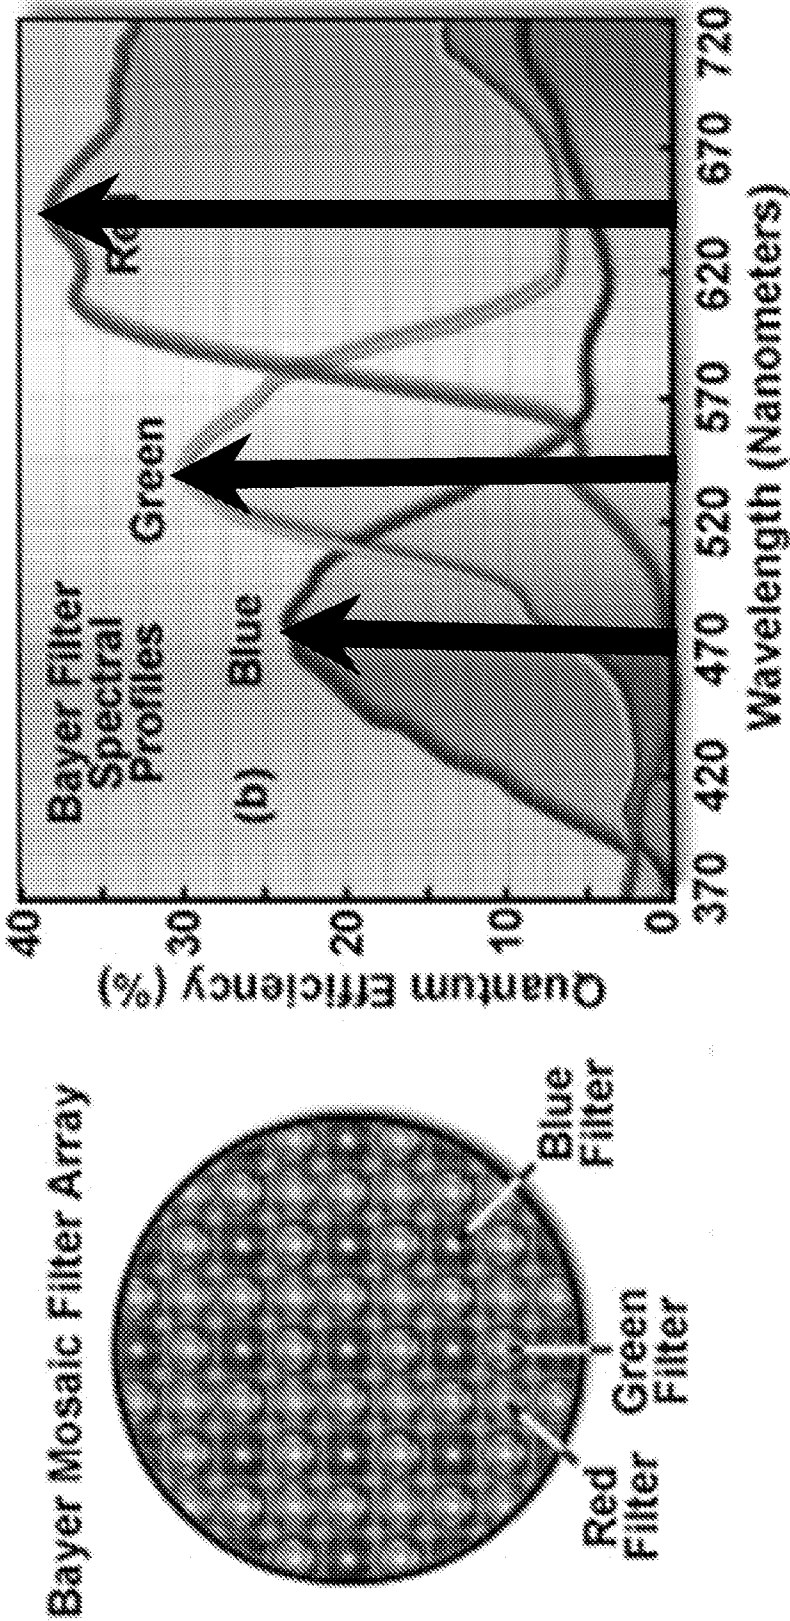 Bayer Mosaic Filter Array
Red
Filter
Green
Filter
Blue
Filter
Bayer Filter
Spectral
Profiles
(b)
Blue
Green
Red
Quantum Efficiency (%)
40
30
20
10
0
370 420 470 520 570 620 670 720
Wavelength (Nanometers)